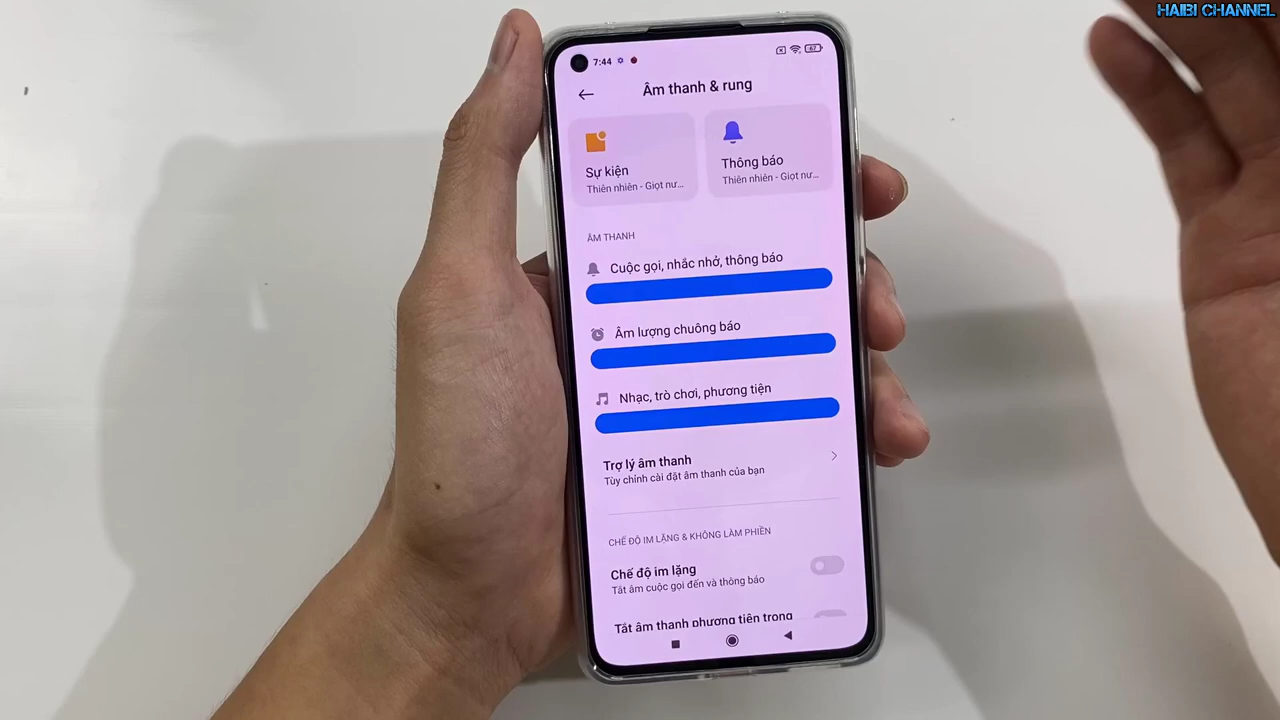 HAIBI CHANNEL
7:44
67
Âm thanh & rung
Sự kiện
Thiên nhiên - Giọt nư...
Thông báo
Thiên nhiên - Giọt nư...
ÂM THANH
Cuộc gọi, nhắc nhở, thông báo
Âm lượng chuông báo
Nhạc, trò chơi, phương tiện
Trợ lý âm thanh
Tùy chỉnh cài đặt âm thanh của bạn
CHẾ ĐỘ IM LẶNG & KHÔNG LÀM PHIỀN
Chế độ im lặng
Tắt âm cuộc gọi đến và thông báo
Tắt âm thanh phương tiện trong